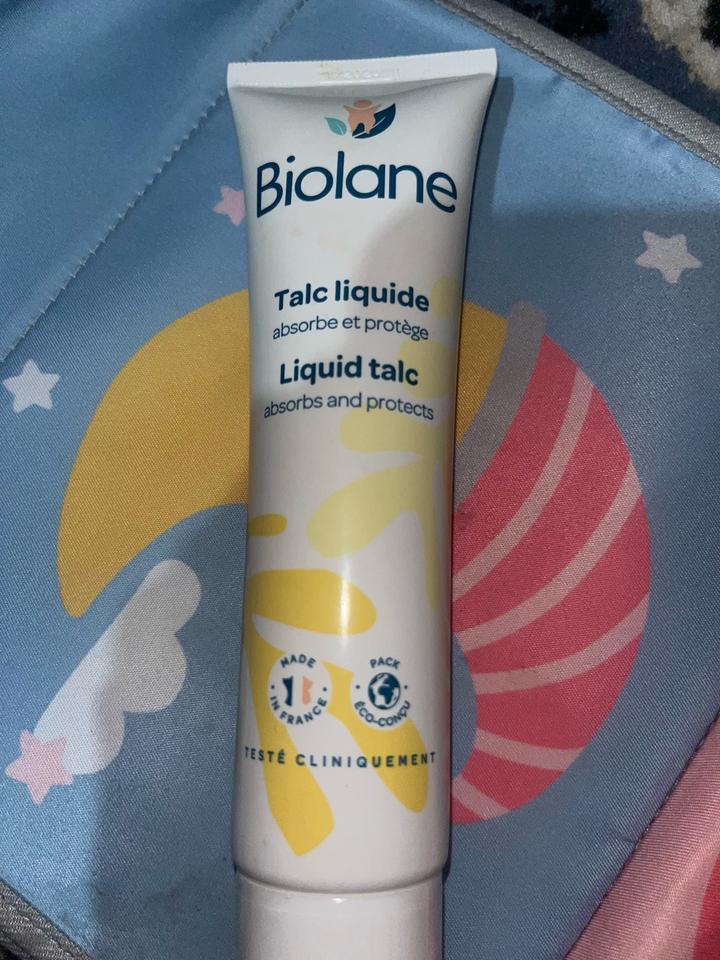 Biolane
Talc liquide
absorbe et protège
Liquid talc
absorbs and protects
MADE
IN FRANCE
PACK
ÉCO-CONÇU
TESTÉ CLINIQUEMENT